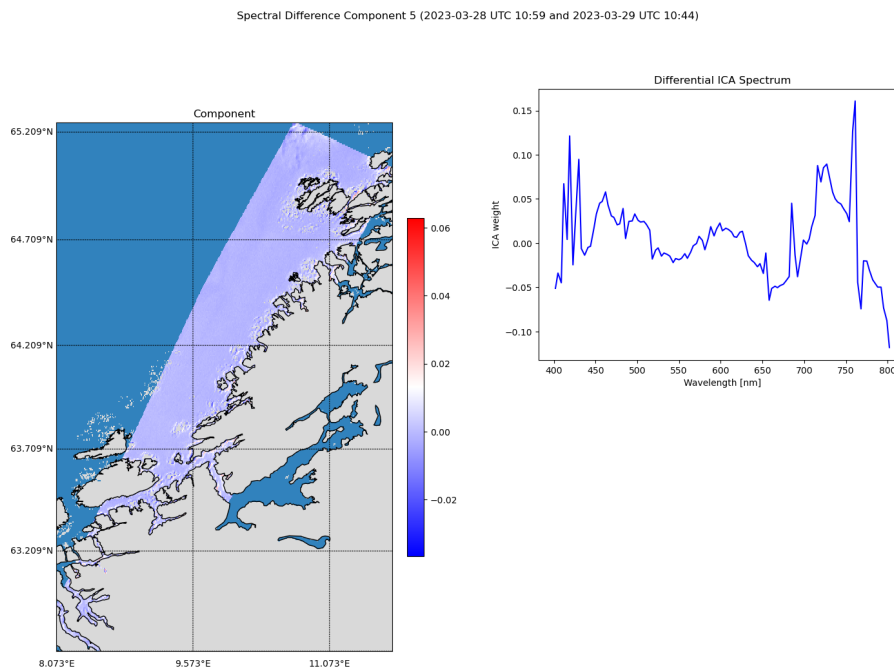 Spectral Difference Component 5 (2023-03-28 UTC 10:59 and 2023-03-29 UTC 10:44)
Component
65.209°N
64.709°N
64.209°N
63.709°N
63.209°N
8.073°E 9.573°E 11.073°E
0.06
0.04
0.02
0.00
−0.02
Differential ICA Spectrum
ICA weight
0.15
0.10
0.05
0.00
−0.05
−0.10
400 450 500 550 600 650 700 750 800
Wavelength [nm]